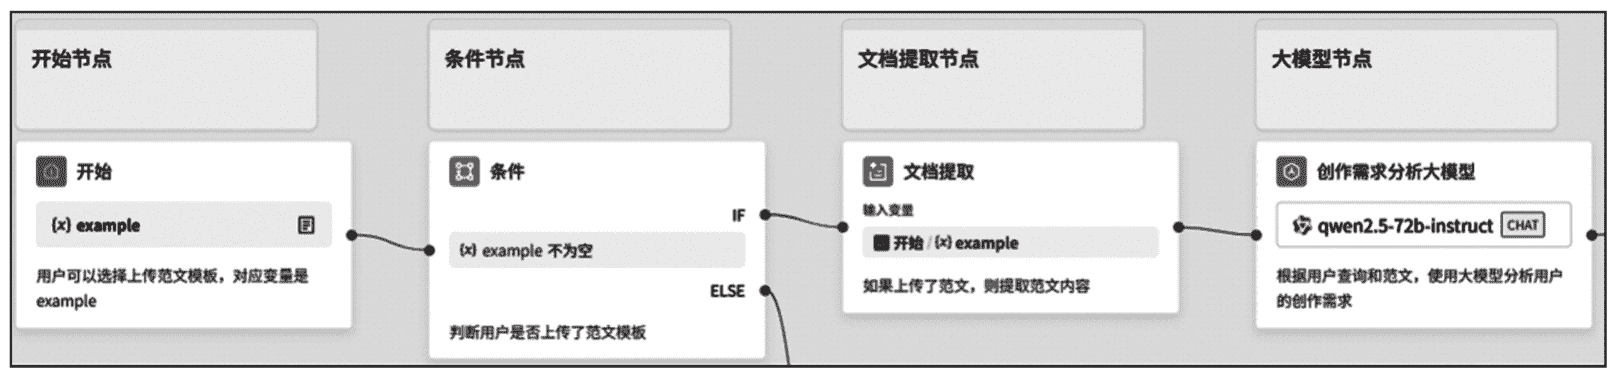 开始节点
条件节点
文档提取节点
大模型节点
开始
{x} example
用户可以选择上传范文模板，对应变量是
example
条件
IF
{x} example 不为空
ELSE
判断用户是否上传了范文模板
文档提取
输入变量
开始 / {x} example
如果上传了范文，则提取范文内容
创作需求分析大模型
qwen2.5-72b-instruct CHAT
根据用户查询和范文，使用大模型分析用户
的创作需求